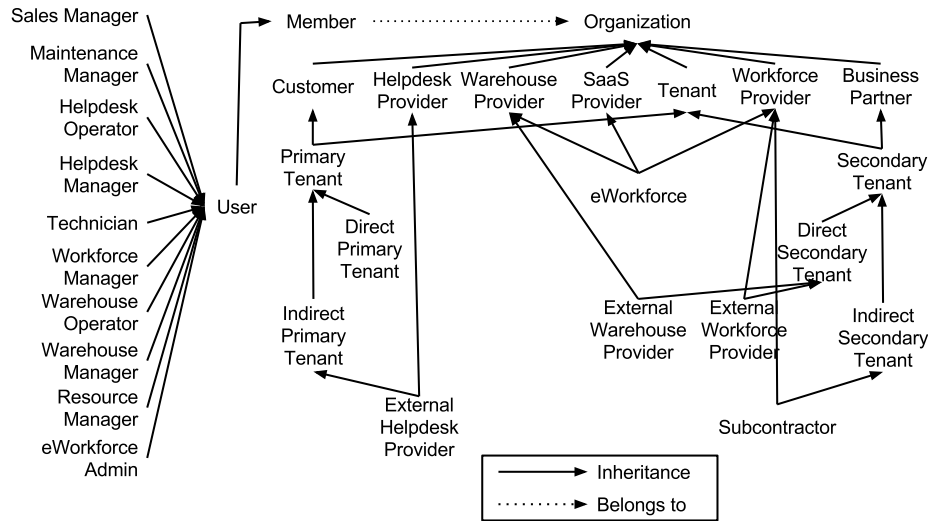 Sales Manager
Maintenance
Manager
Helpdesk
Operator
Helpdesk
Manager
Technician
Workforce
Manager
Warehouse
Operator
Warehouse
Manager
Resource
Manager
eWorkforce
Admin
User
Member
Organization
Customer
Helpdesk
Provider
Warehouse
Provider
SaaS
Provider
Tenant
Workforce
Provider
Business
Partner
Primary
Tenant
eWorkforce
Secondary
Tenant
Direct
Primary
Tenant
Direct
Secondary
Tenant
Indirect
Primary
Tenant
External
Warehouse
Provider
External
Workforce
Provider
Indirect
Secondary
Tenant
External
Helpdesk
Provider
Subcontractor
Inheritance
Belongs to